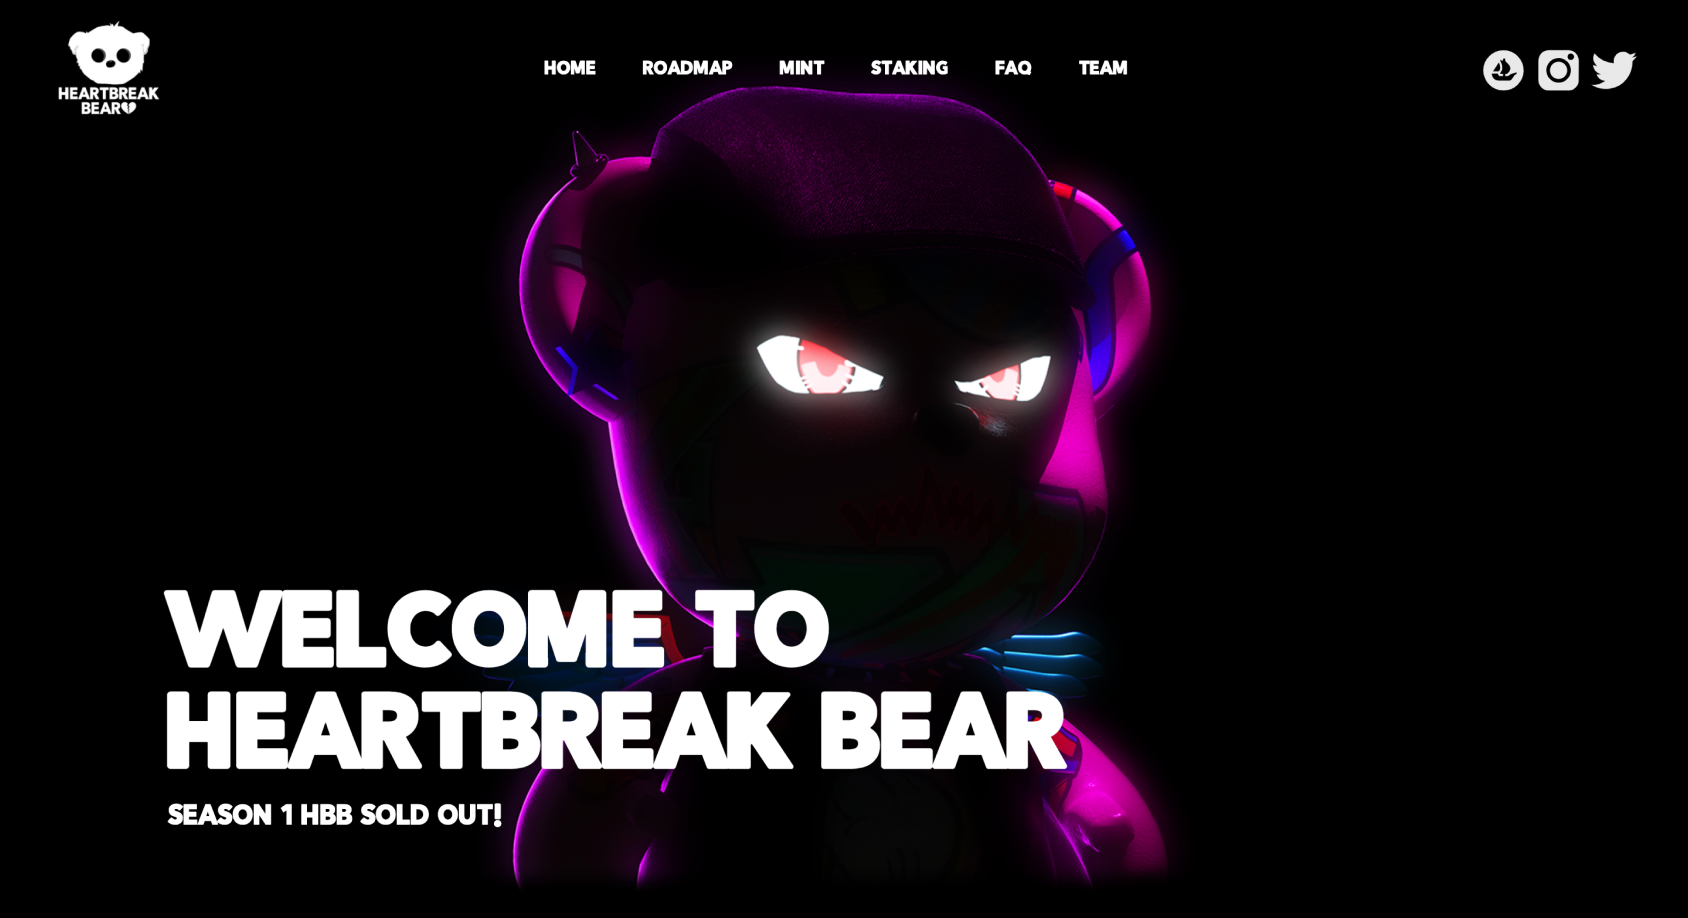 HEARTBREAK
BEAR
HOME ROADMAP MINT STAKING FAQ TEAM
WELCOME TO
HEARTBREAK BEAR
SEASON 1 HBB SOLD OUT!